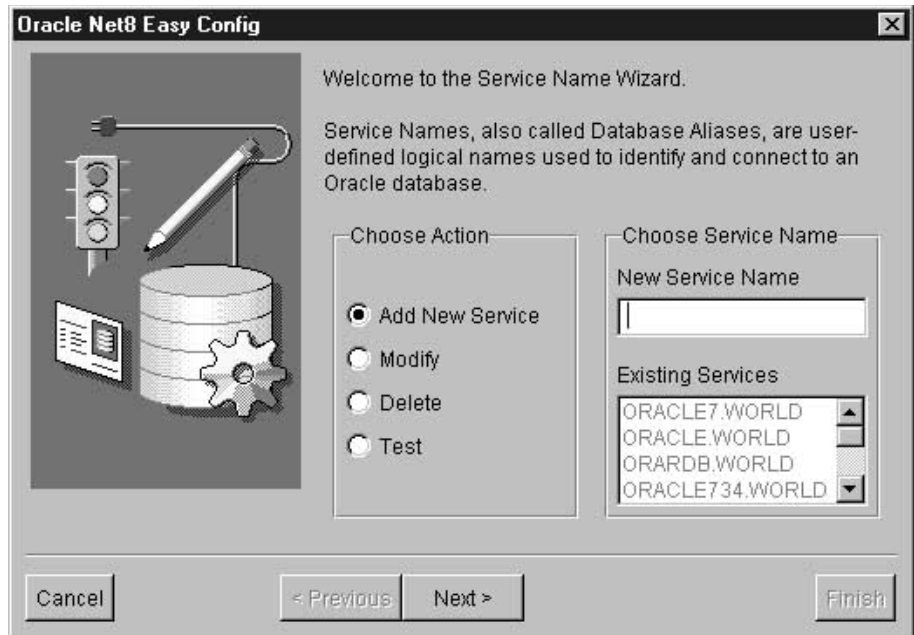 Oracle Net8 Easy Config
Welcome to the Service Name Wizard.
Service Names, also called Database Aliases, are user-
defined logical names used to identify and connect to an
Oracle database.
Choose Action
Add New Service
Modify
Delete
Test
Choose Service Name
New Service Name
Existing Services
ORACLE7.WORLD
ORACLE.WORLD
ORARDB.WORLD
ORACLE734.WORLD
Cancel
< Previous
Next >
Finish